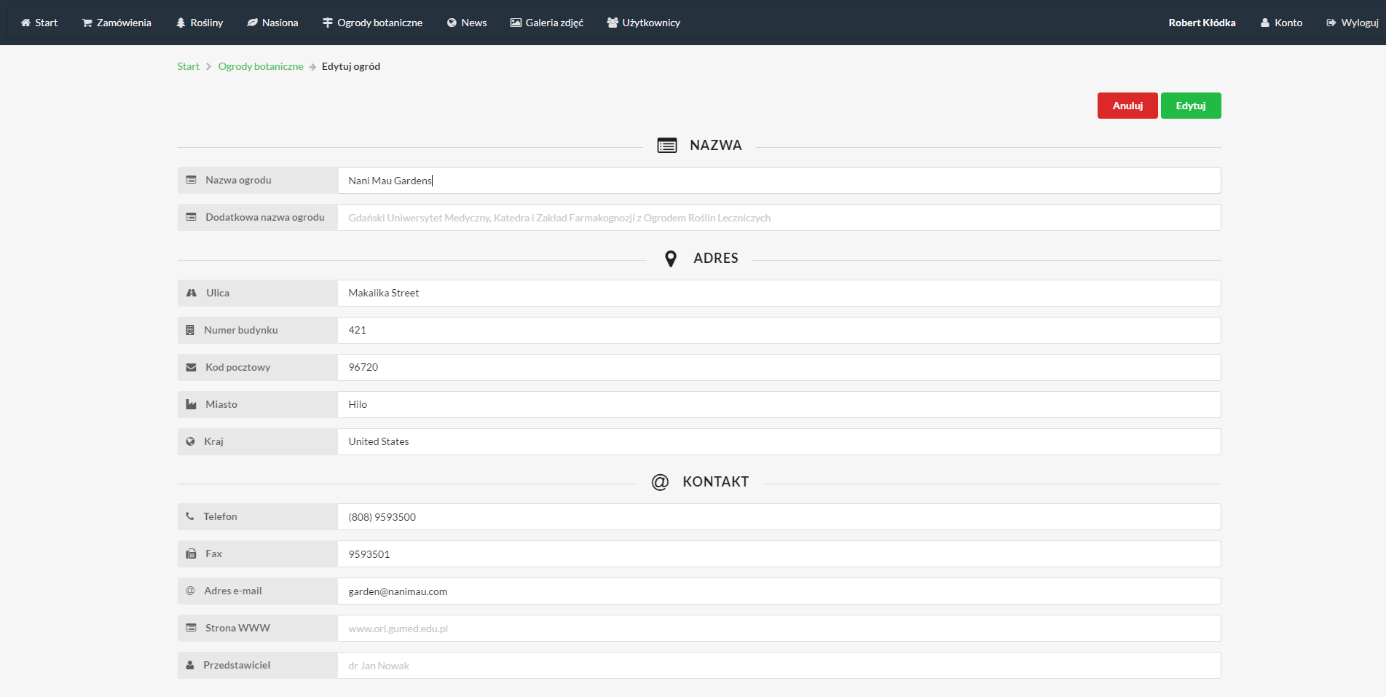 Start Zamówienia Rośliny Nasiona Ogrody botaniczne News Galeria zdjęć Użytkownicy Robert Kłódka Konto Wyloguj
Start Ogrody botaniczne Edytuj ogród
Anuluj Edytuj
NAZWA
Nazwa ogrodu Nani Mau Gardens
Dodatkowa nazwa ogrodu Gdański Uniwersytet Medyczny, Katedra i Zakład Farmakognozji z Ogrodem Roślin Leczniczych
ADRES
Ulica Makalika Street
Numer budynku 421
Kod pocztowy 96720
Miasto Hilo
Kraj United States
@ KONTAKT
Telefon (808) 9593500
Fax 9593501
@ Adres e-mail garden@nanimau.com
Strona WWW www.orl.gumed.edu.pl
Przedstawiciel dr Jan Nowak